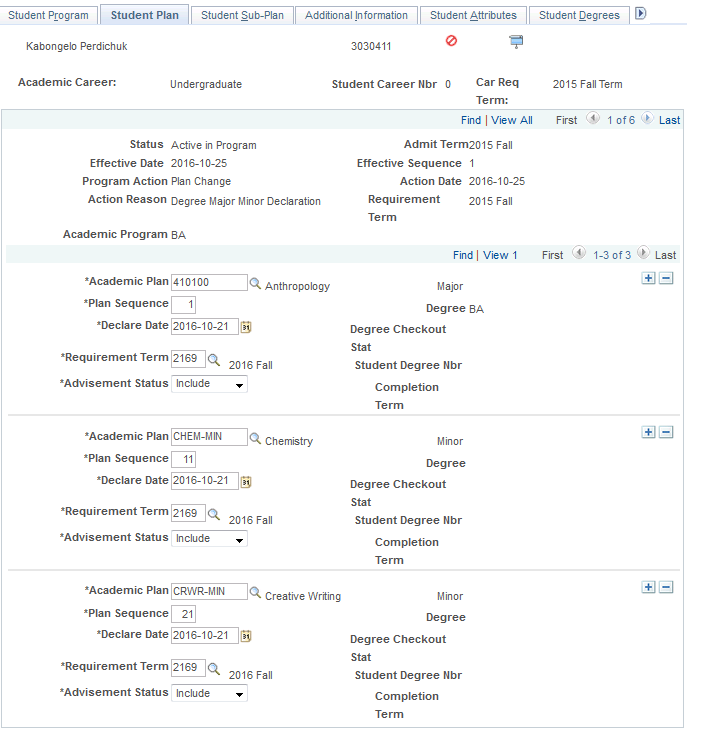 Student Program Student Plan Student Sub-Plan Additional Information Student Attributes Student Degrees
Kabongelo Perdichuk 3030411
Academic Career: Undergraduate Student Career Nbr 0 Car Req Term: 2015 Fall Term
Find | View All First 1 of 6 Last
Status Active in Program Admit Term 2015 Fall
Effective Date 2016-10-25 Effective Sequence 1
Program Action Plan Change Action Date 2016-10-25
Action Reason Degree Major Minor Declaration Requirement Term 2015 Fall
Academic Program BA
Find | View 1 First 1-3 of 3 Last
*Academic Plan 410100 Anthropology Major
*Plan Sequence 1 Degree BA
*Declare Date 2016-10-21 31 Degree Checkout Stat
*Requirement Term 2169 2016 Fall Student Degree Nbr
*Advisement Status Include Completion Term
*Academic Plan CHEM-MIN Chemistry Minor
*Plan Sequence 11 Degree
*Declare Date 2016-10-21 31 Degree Checkout Stat
*Requirement Term 2169 2016 Fall Student Degree Nbr
*Advisement Status Include Completion Term
*Academic Plan CRWR-MIN Creative Writing Minor
*Plan Sequence 21 Degree
*Declare Date 2016-10-21 31 Degree Checkout Stat
*Requirement Term 2169 2016 Fall Student Degree Nbr
*Advisement Status Include Completion Term